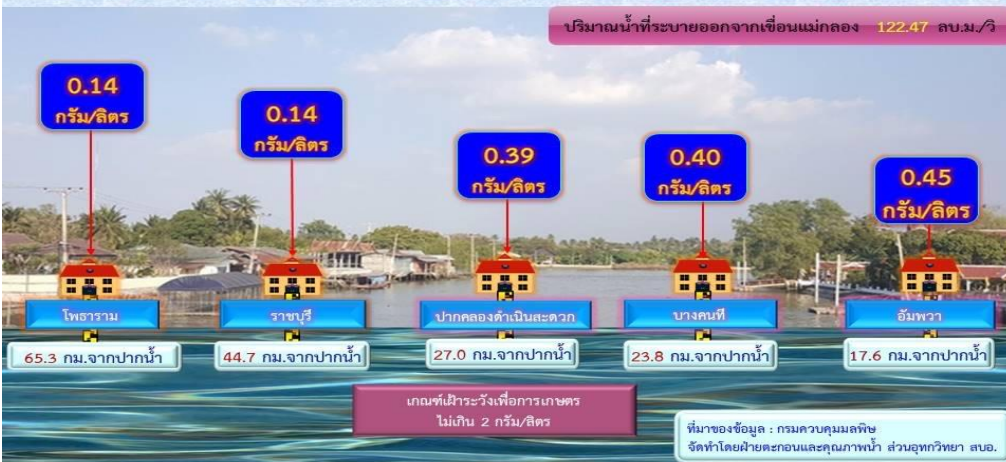 ปริมาณน้ำที่ระบายออกจากเขื่อนแม่กลอง 122.47 ลบ.ม./วิ
0.14
กรัม/ลิตร
0.14
กรัม/ลิตร
0.39
กรัม/ลิตร
0.40
กรัม/ลิตร
0.45
กรัม/ลิตร
โพธาราม
ราชบุรี
ปากคลองดำเนินสะดวก
บางคนที
อัมพวา
65.3 กม.จากปากน้ำ
44.7 กม.จากปากน้ำ
27.0 กม.จากปากน้ำ
23.8 กม.จากปากน้ำ
17.6 กม.จากปากน้ำ
เกณฑ์เฝ้าระวังเพื่อการเกษตร
ไม่เกิน 2 กรัม/ลิตร
ที่มาของข้อมูล : กรมควบคุมมลพิษ
จัดทำโดยฝ่ายตะกอนและคุณภาพน้ำ ส่วนอุทกวิทยา สบอ.